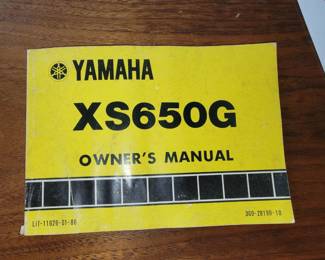 YAMAHA
XS650G
OWNER'S MANUAL
LIT-11626-01-86 3G0-28199-10